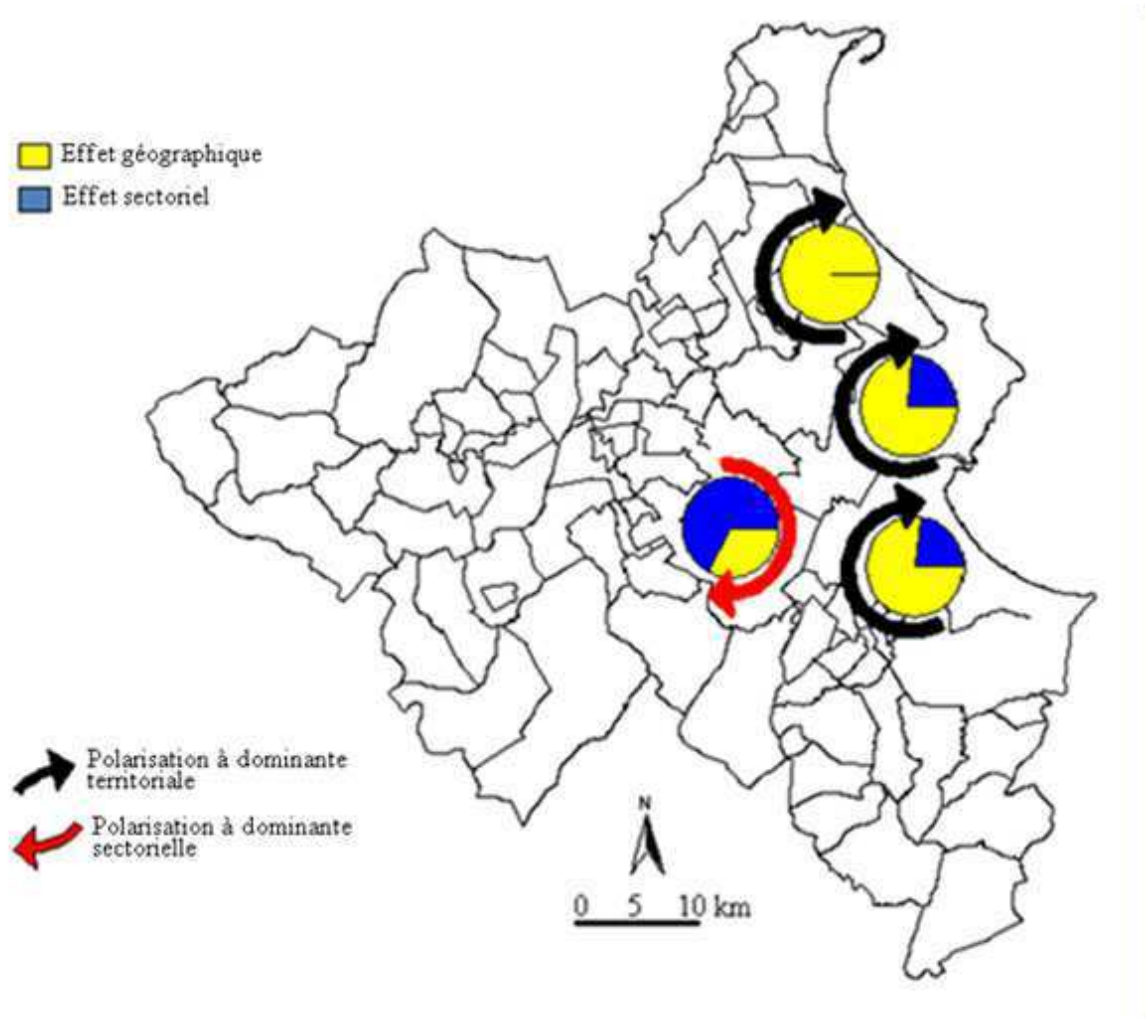 Effet géographique
Effet sectoriel
Polarisation à dominante
territoriale
Polarisation à dominante
sectorielle
N
0 5 10 km